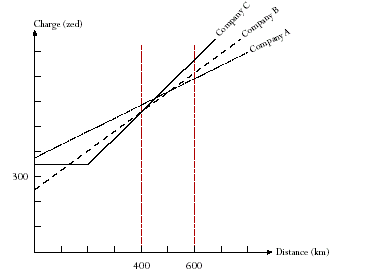 Charge (zed)
Company C
Company B
Company A
300
Distance (km)
400
600